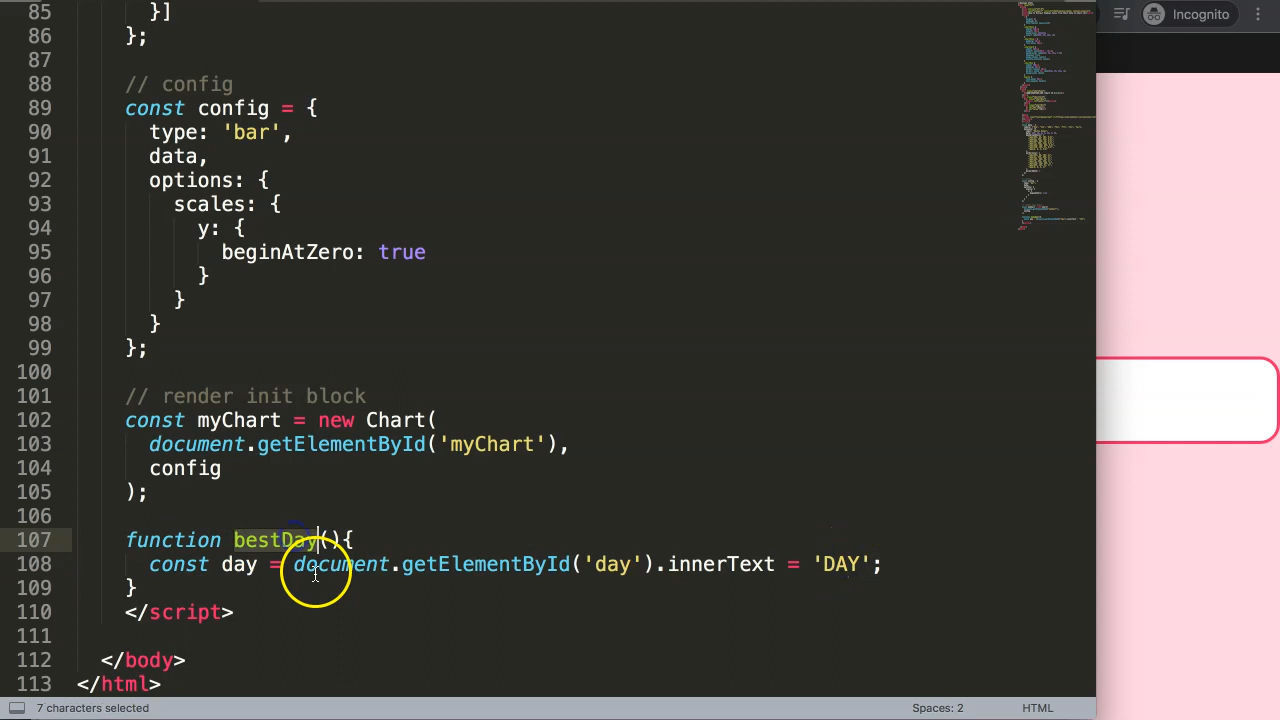 Incognito
85 }]
86 };
87
88 // config
89 const config = {
90 type: 'bar',
91 data,
92 options: {
93 scales: {
94 y: {
95 beginAtZero: true
96 }
97 }
98 }
99 };
100
101 // render init block
102 const myChart = new Chart(
103 document.getElementById('myChart'),
104 config
105 );
106
107 function bestDay(){
108 const day = document.getElementById('day').innerText = 'DAY';
109 }
110 </script>
111
112 </body>
113 </html>
7 characters selected Spaces: 2 HTML